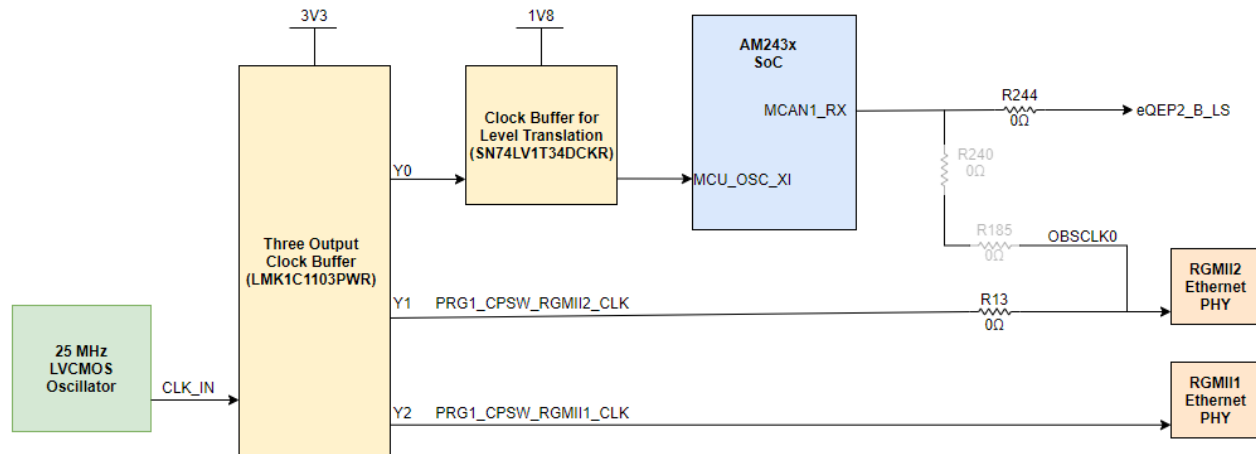 3V3
1V8
Three Output
Clock Buffer
(LMK1C1103PWR)
Clock Buffer for
Level Translation
(SN74LV1T34DCKR)
AM243x
SoC
MCAN1_RX
MCU_OSC_XI
R244
0Ω
eQEP2_B_LS
R240
0Ω
R185
0Ω
OBSCLK0
Y0
Y1
PRG1_CPSW_RGMII2_CLK
R13
0Ω
RGMII2
Ethernet
PHY
25 MHz
LVCMOS
Oscillator
CLK_IN
Y2
PRG1_CPSW_RGMII1_CLK
RGMII1
Ethernet
PHY